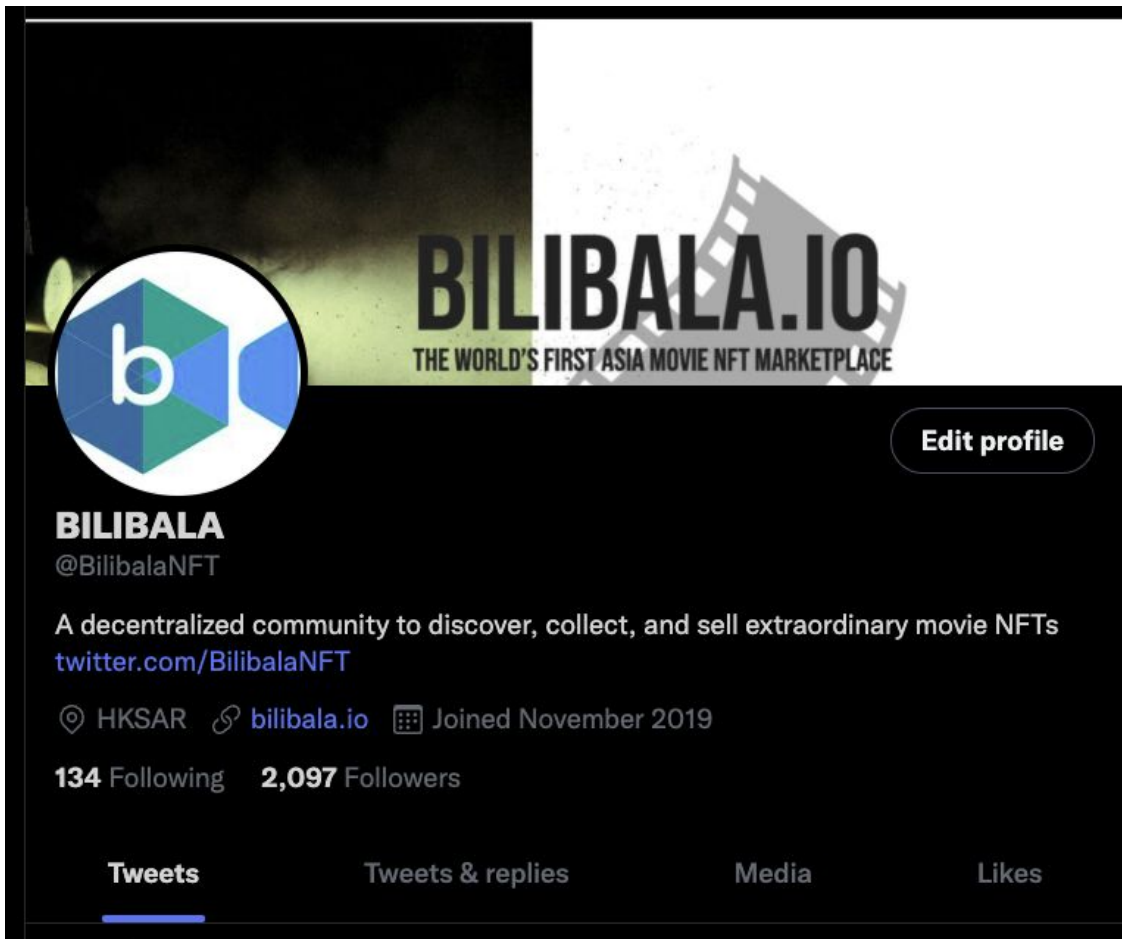 BILIBALA.IO
THE WORLD'S FIRST ASIA MOVIE NFT MARKETPLACE
b
Edit profile
BILIBALA
@BilibalaNFT
A decentralized community to discover, collect, and sell extraordinary movie NFTs
twitter.com/BilibalaNFT
HKSAR bilibala.io Joined November 2019
134 Following 2,097 Followers
Tweets Tweets & replies Media Likes